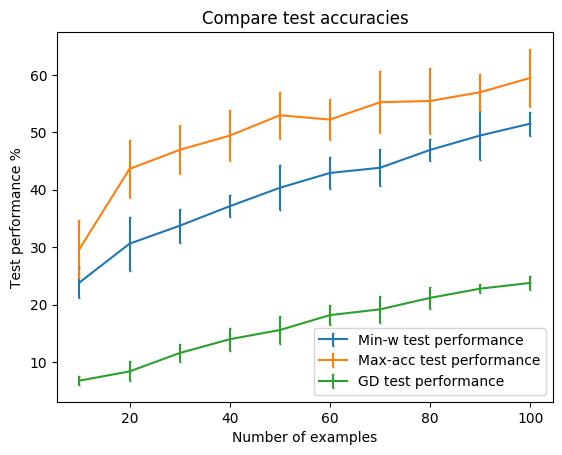 Compare test accuracies
Test performance %
60
50
40
30
20
10
20
40
60
80
100
Number of examples
Min-w test performance
Max-acc test performance
GD test performance